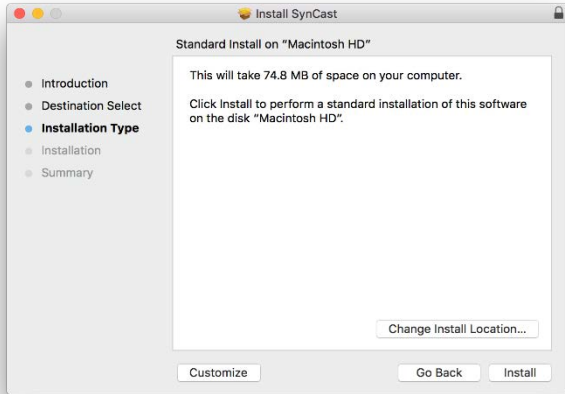 Install SynCast
Standard Install on “Macintosh HD”
Introduction
Destination Select
Installation Type
Installation
Summary
This will take 74.8 MB of space on your computer.
Click Install to perform a standard installation of this software
on the disk “Macintosh HD”.
Change Install Location...
Customize
Go Back
Install